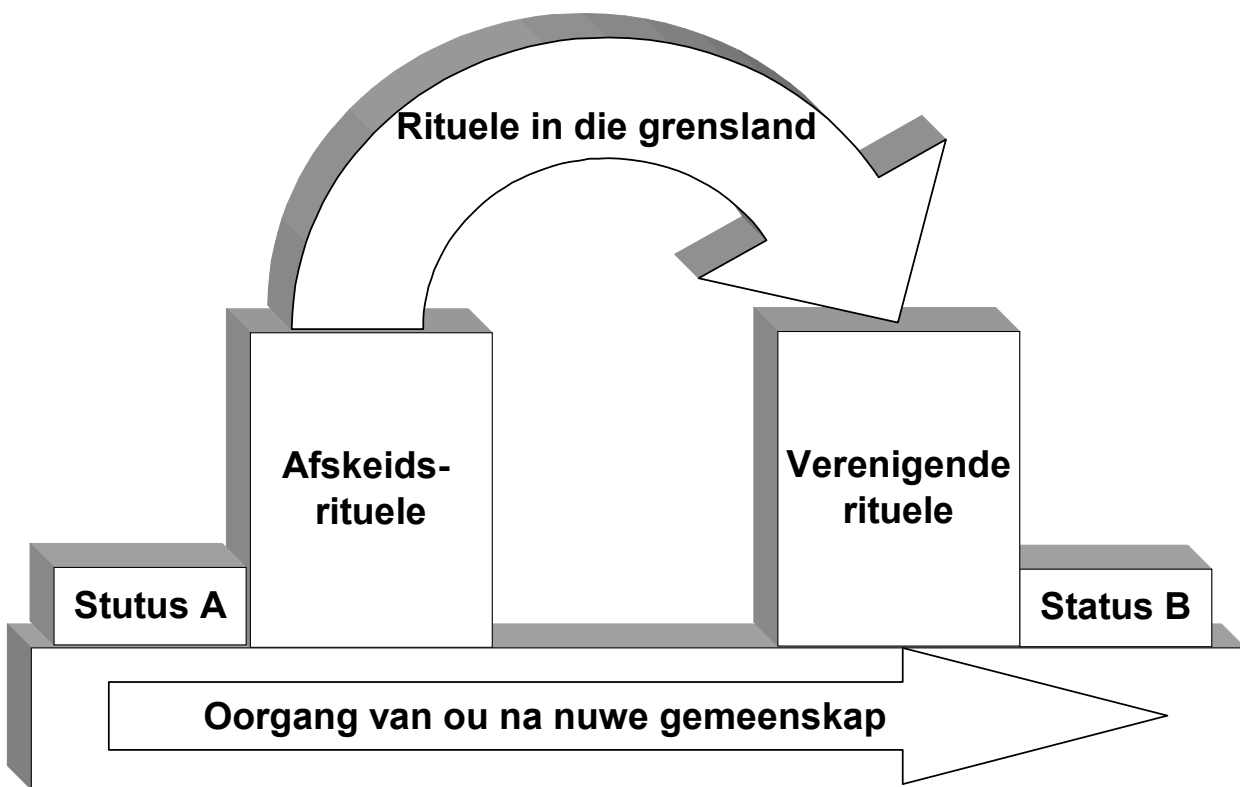 Rituele in die grensland
Afskeids-
rituele
Verenigende
rituele
Stutus A
Status B
Oorgang van ou na nuwe gemeenskap